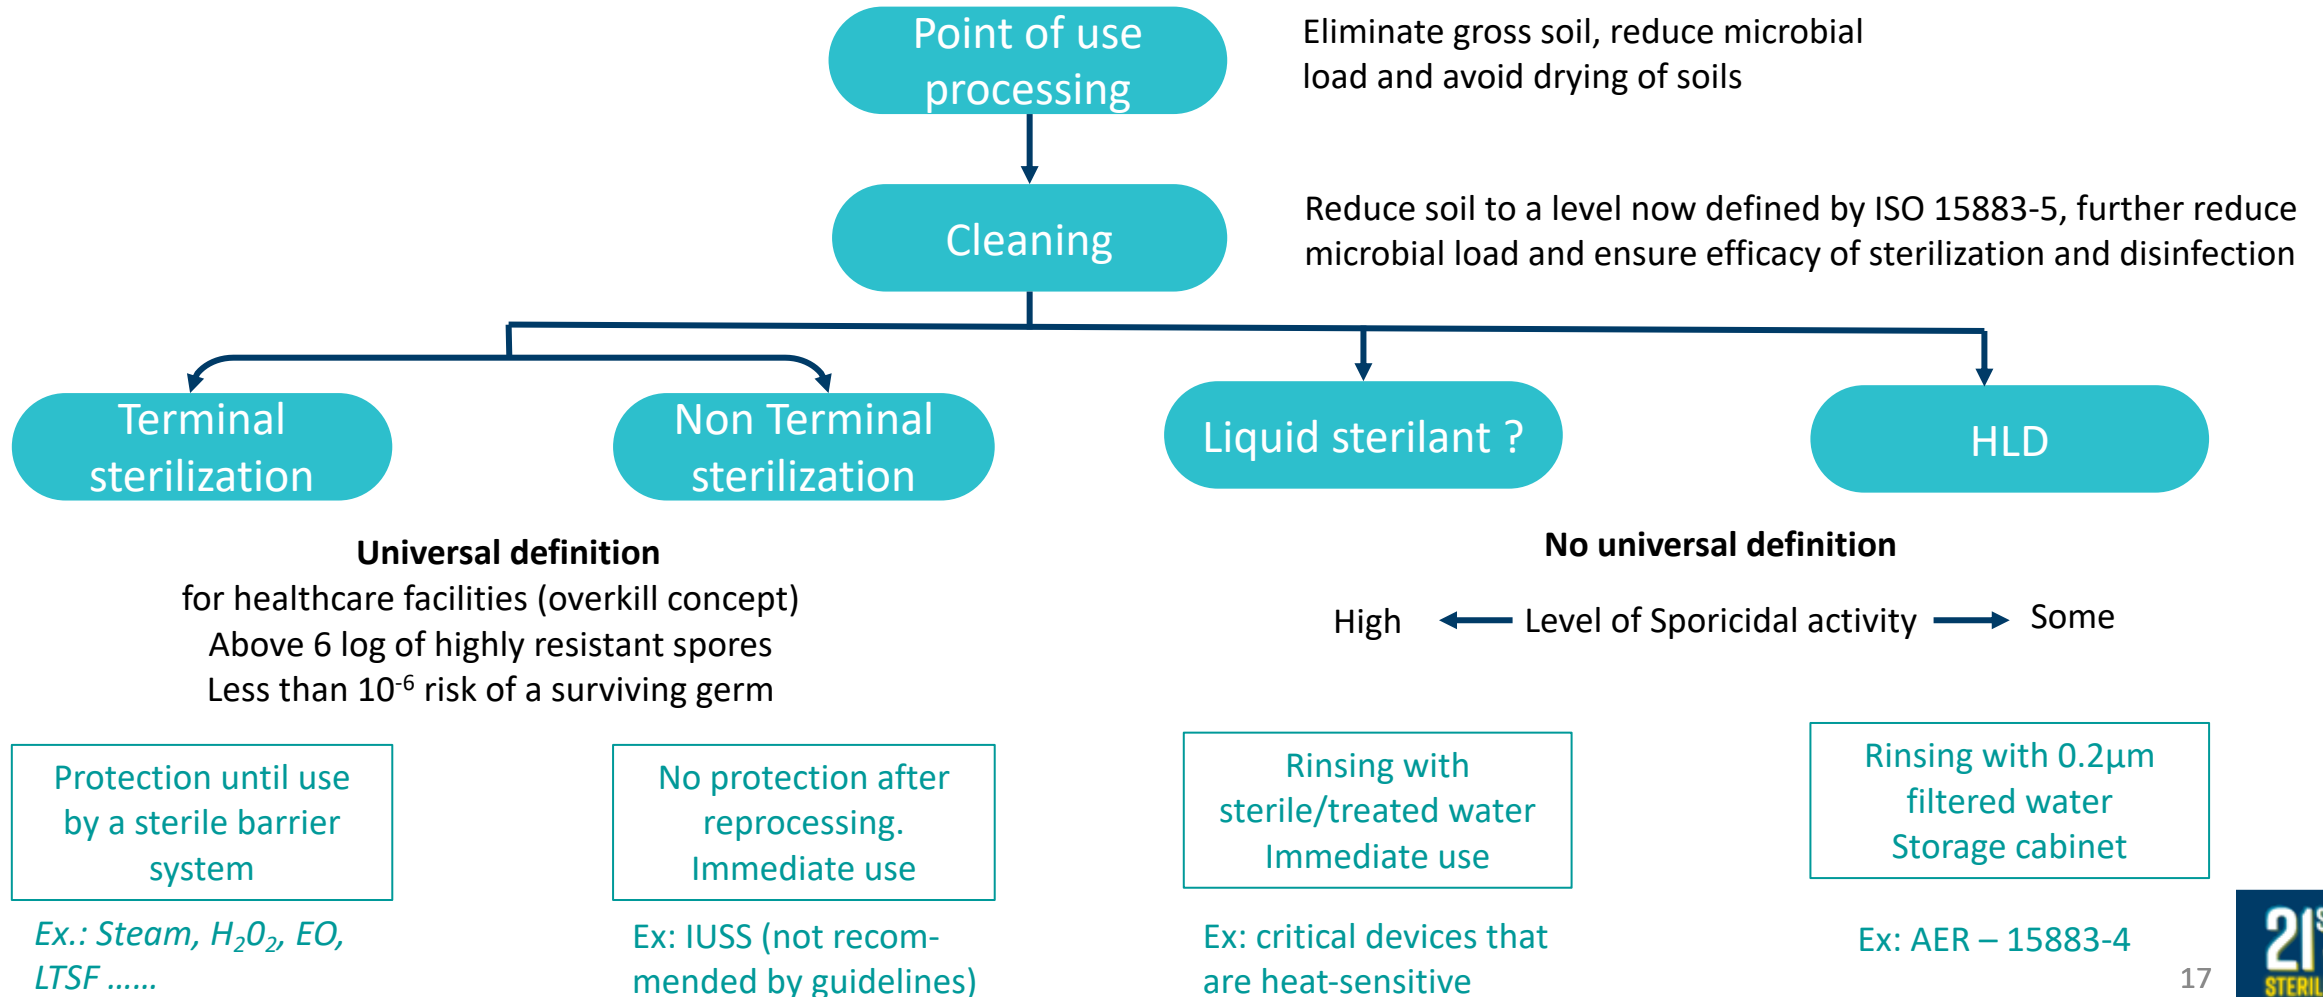 Point of use
processing
Eliminate gross soil, reduce microbial
load and avoid drying of soils
Cleaning
Reduce soil to a level now defined by ISO 15883-5, further reduce
microbial load and ensure efficacy of sterilization and disinfection
Terminal
sterilization
Non Terminal
sterilization
Liquid sterilant ?
HLD
Universal definition
for healthcare facilities (overkill concept)
Above 6 log of highly resistant spores
Less than 10⁻⁶ risk of a surviving germ
No universal definition
High Level of Sporicidal activity Some
Protection until use
by a sterile barrier
system
No protection after
reprocessing.
Immediate use
Rinsing with
sterile/treated water
Immediate use
Rinsing with 0.2µm
filtered water
Storage cabinet
Ex.: Steam, H₂0₂, EO,
LTSF ……
Ex: IUSS (not recom-
mended by guidelines)
Ex: critical devices that
are heat-sensitive
Ex: AER – 15883-4
17
21S